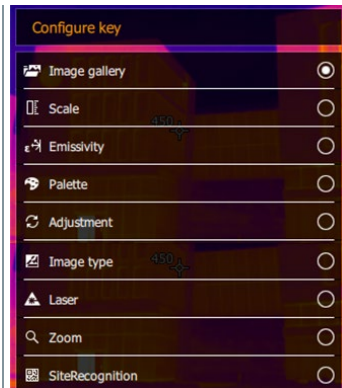 Configure key
Image gallery
Scale
450
ε Emissivity
Palette
Adjustment
Image type
450
Laser
Zoom
SiteRecognition